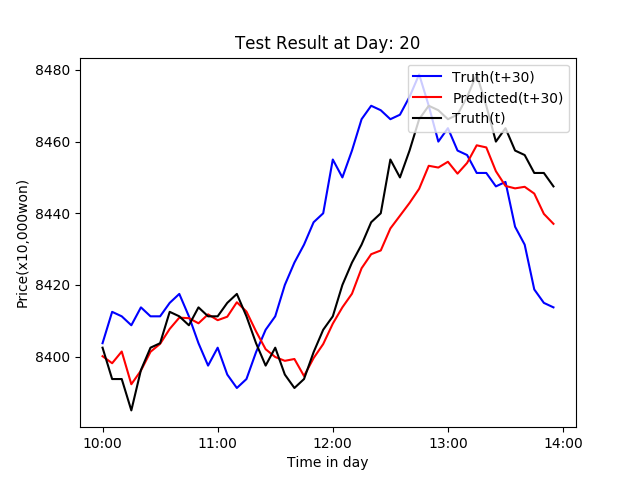 Test Result at Day: 20
Truth(t+30)
Predicted(t+30)
Truth(t)
Price(x10,000won)
8480
8460
8440
8420
8400
10:00 11:00 12:00 13:00 14:00
Time in day